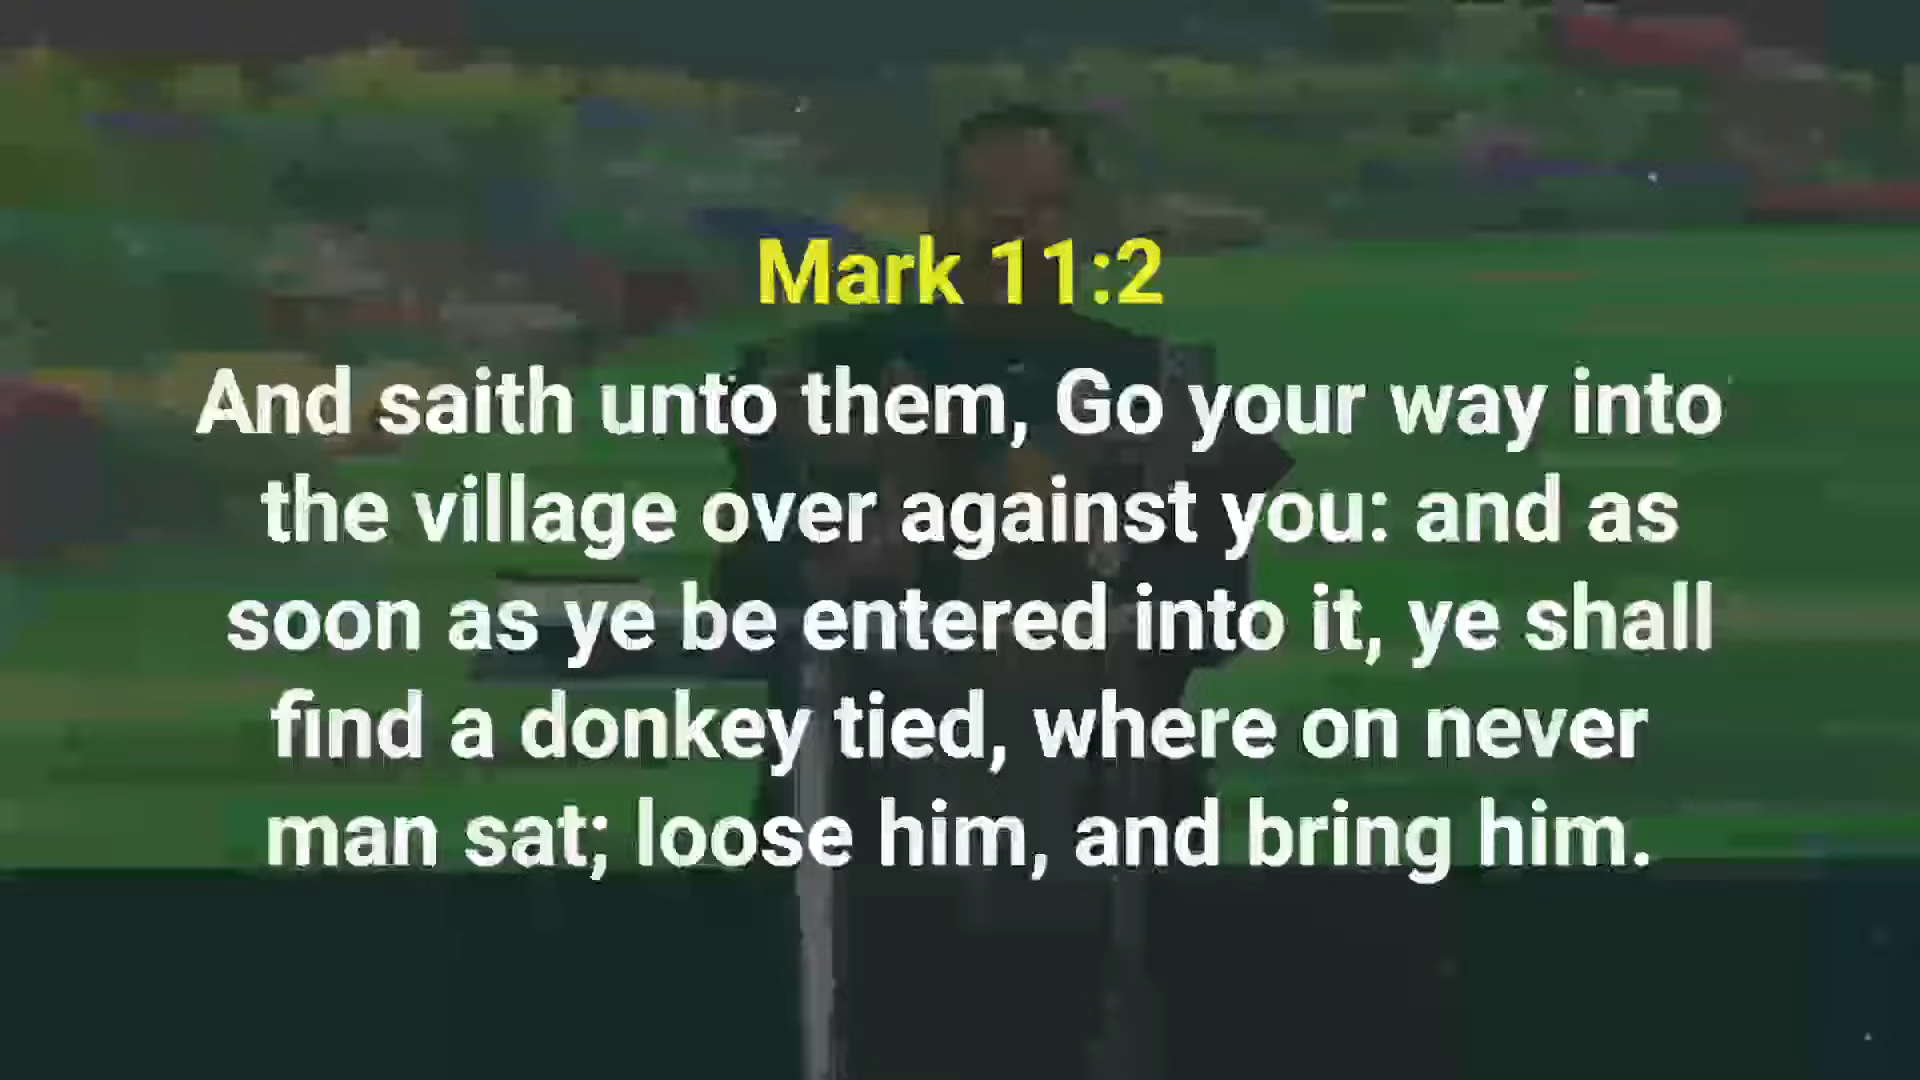 Mark 11:2
And saith unto them, Go your way into
the village over against you: and as
soon as ye be entered into it, ye shall
find a donkey tied, where on never
man sat; loose him, and bring him.